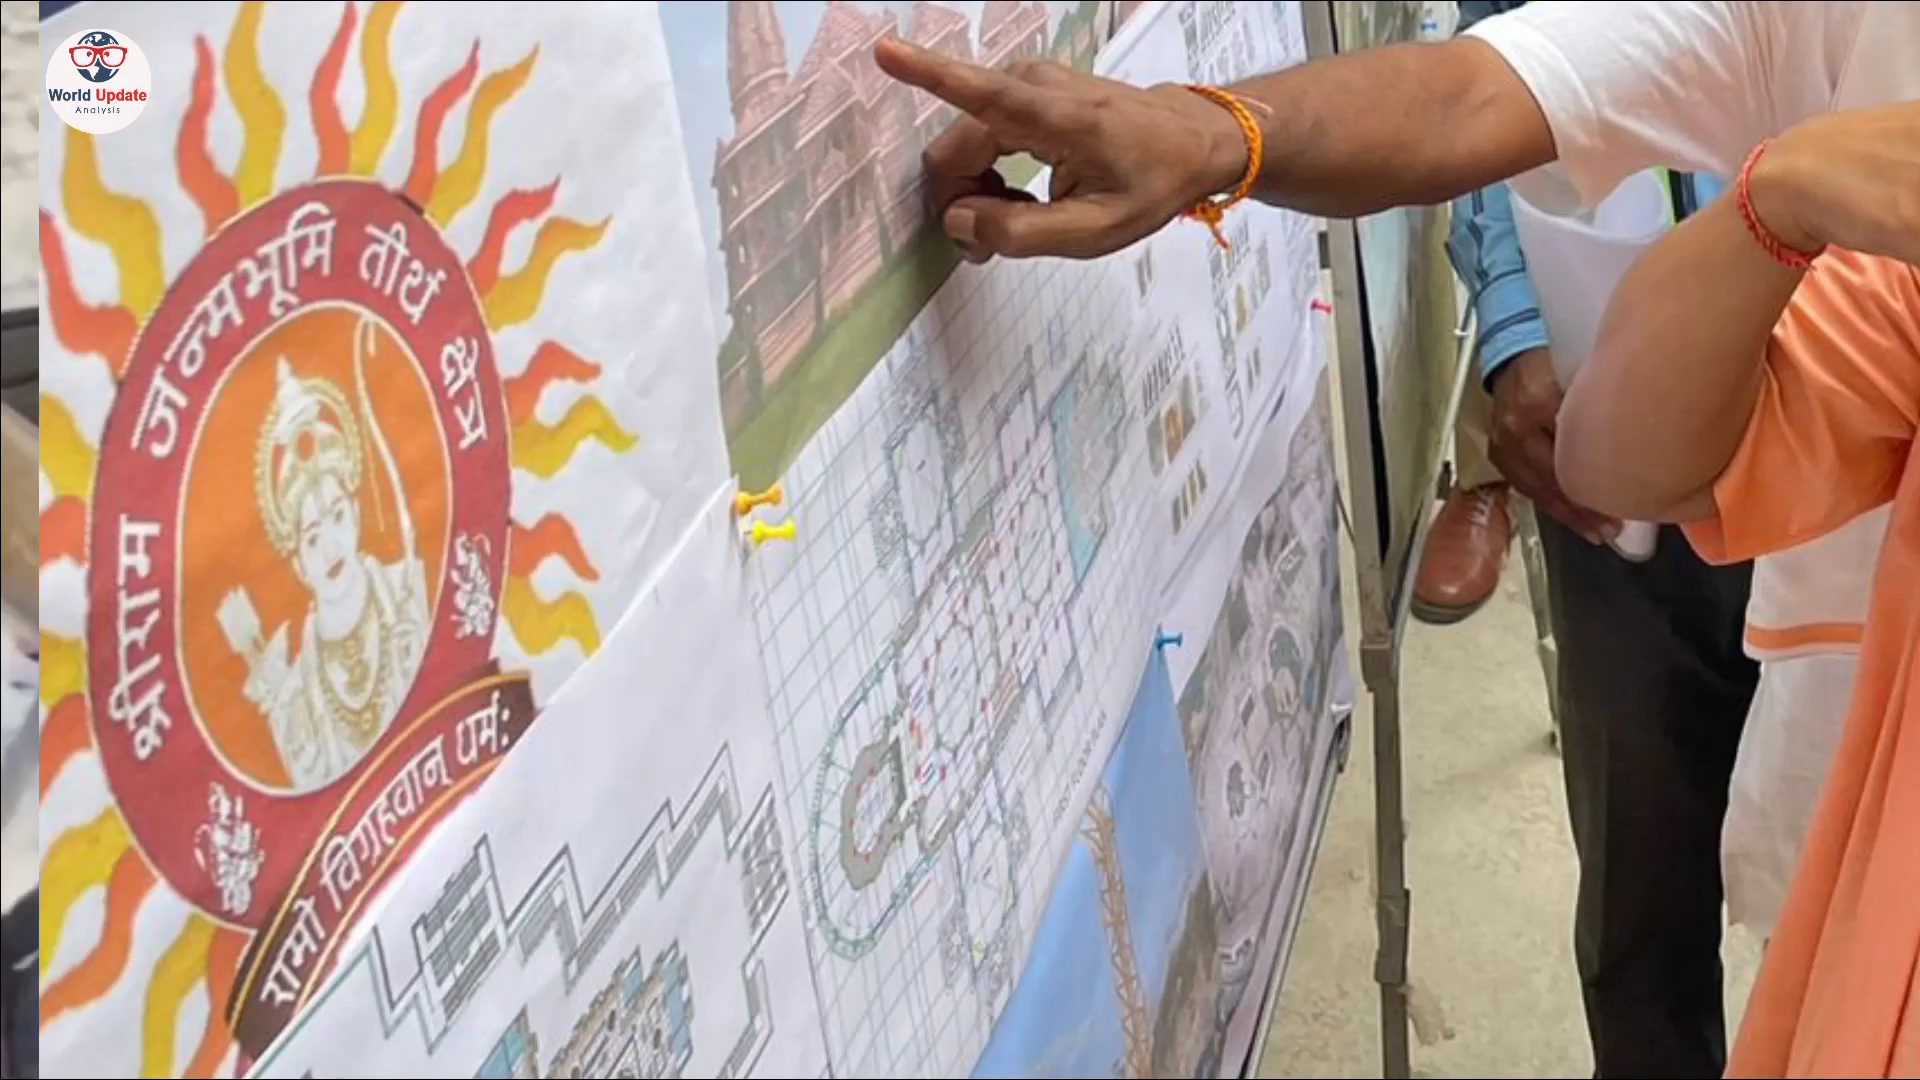 World Update
Analysis
श्रीराम जन्मभूमि तीर्थ क्षेत्र
रामो विग्रहवान् धर्मः